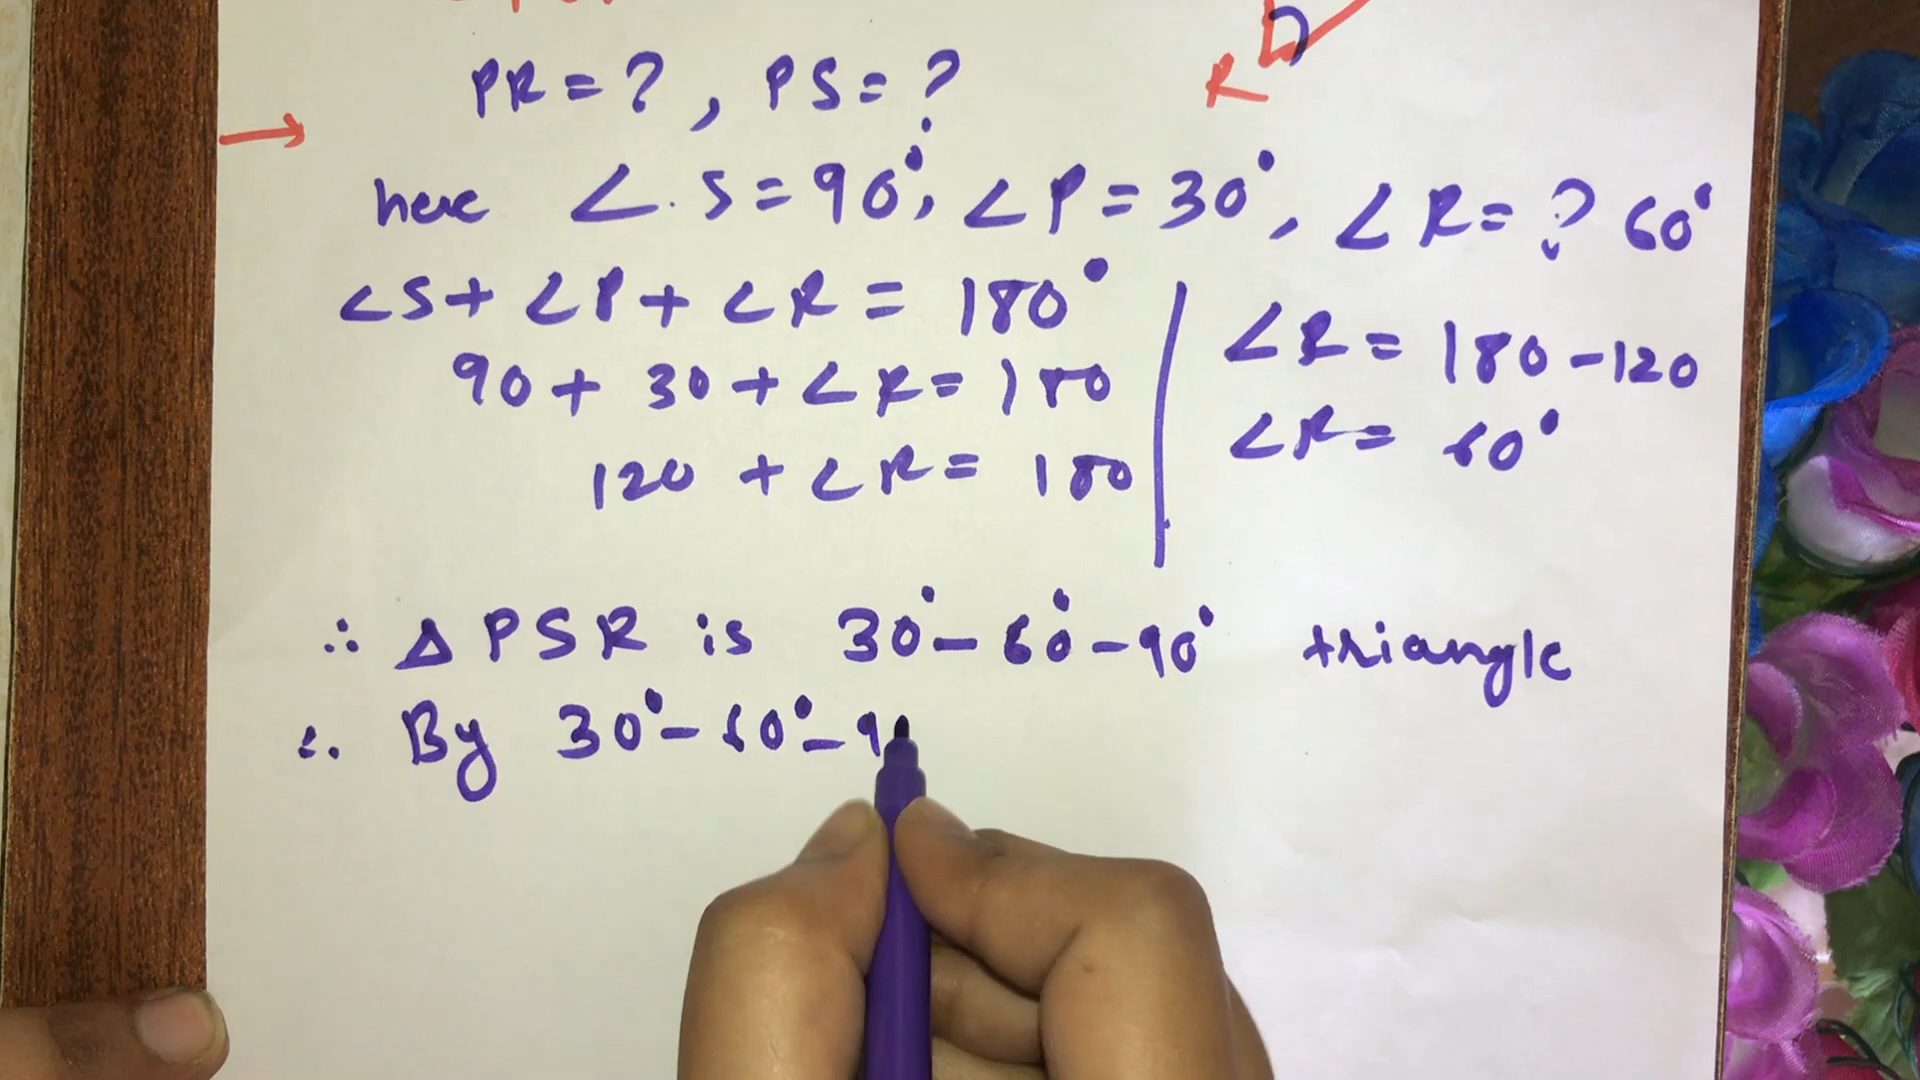 PR = ? , PS = ?
R
→
here ∠.S = 90°, ∠P = 30°, ∠R = ? 60°
∠S + ∠P + ∠R = 180°
90 + 30 + ∠R = 180
120 + ∠R = 180
∠R = 180 - 120
∠R = 60°
∴ Δ PSR is 30° - 60° - 90° triangle
∴ By 30° - 60° - 9